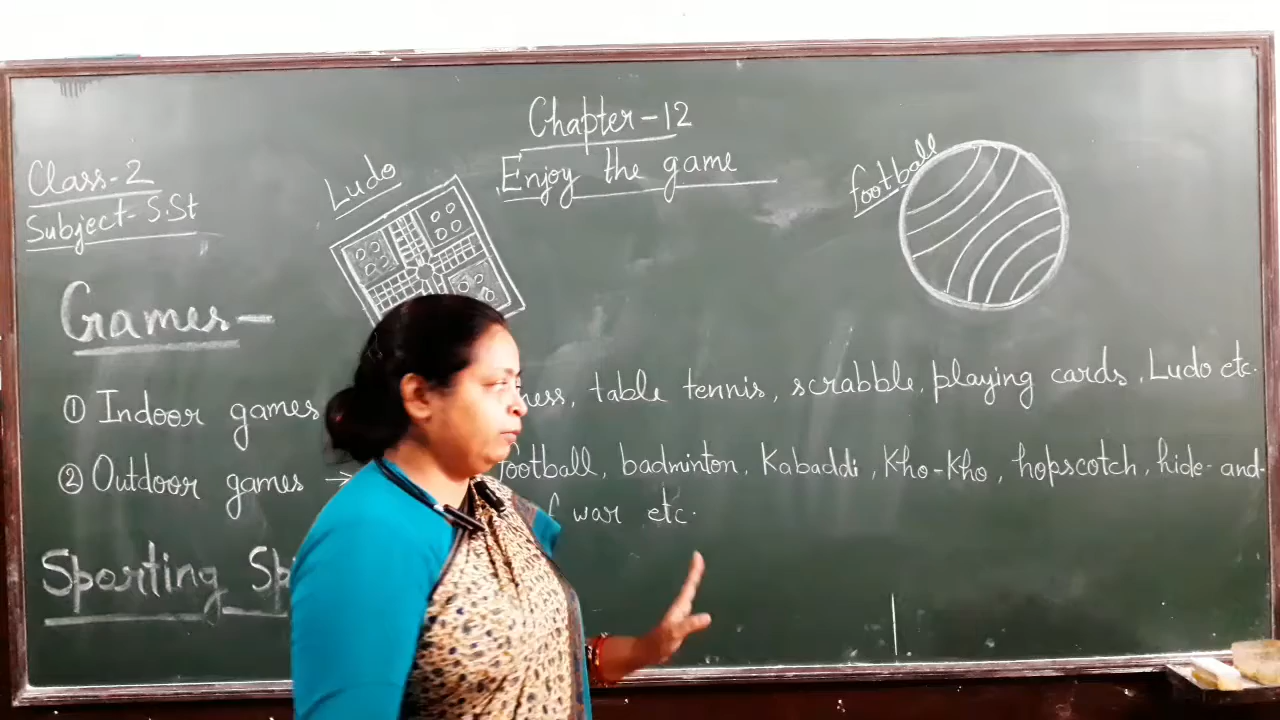 Chapter-12
Enjoy the game
Class-2
Subject-S.St
Ludo
football
Games-
① Indoor games table tennis, scrabble, playing cards, Ludo etc.
② Outdoor games → football, badminton, Kabaddi, Kho-Kho, hopscotch, hide-and-
war etc.
Sporting